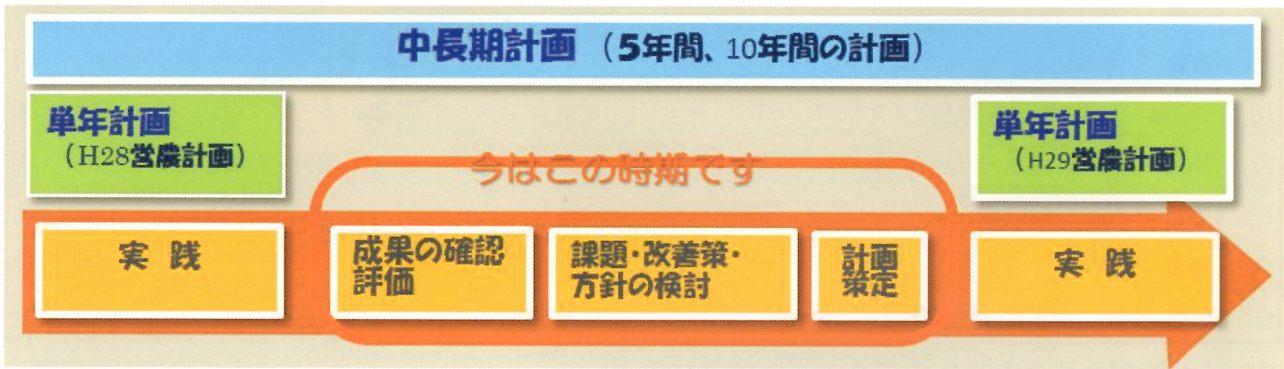 中長期計画（5年間、10年間の計画）
単年計画
（H28営農計画）
単年計画
（H29営農計画）
今はこの時期です
実 践
成果の確認
評価
課題・改善策・
方針の検討
計画
策定
実 践